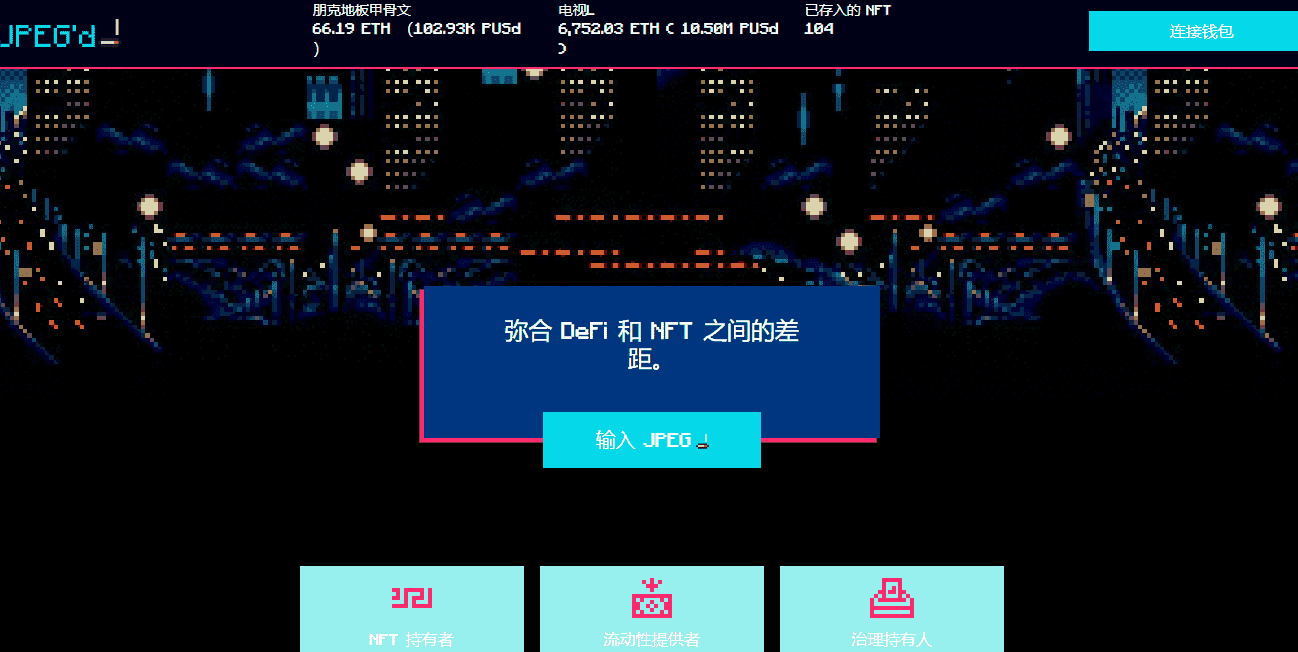 JPEG'd
朋克地板甲骨文
66.19 ETH (102.93K PUSd
)
电视L
6,752.03 ETH ( 10.50M PUSd
)
已存入的 NFT
104
连接钱包
弥合 DeFi 和 NFT 之间的差
距。
输入 JPEG
NFT 持有者
流动性提供者
治理持有人